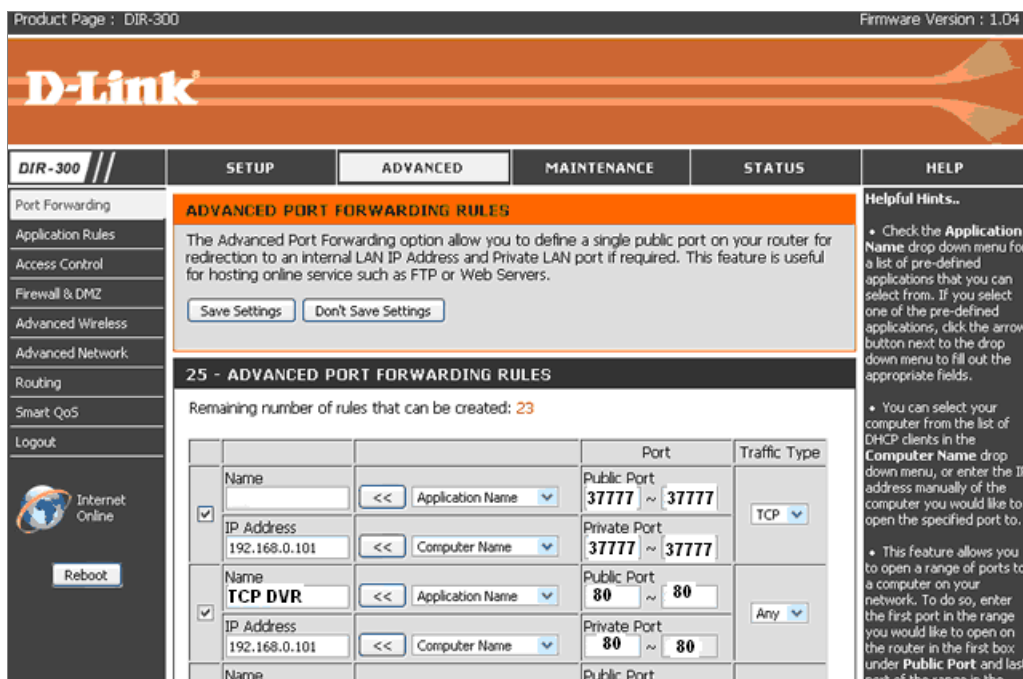 Product Page : DIR-300
Firmware Version : 1.04
D-Link
DIR-300
SETUP
ADVANCED
MAINTENANCE
STATUS
HELP
Port Forwarding
Application Rules
Access Control
Firewall & DMZ
Advanced Wireless
Advanced Network
Routing
Smart QoS
Logout
Internet
Online
Reboot
ADVANCED PORT FORWARDING RULES
The Advanced Port Forwarding option allow you to define a single public port on your router for
redirection to an internal LAN IP Address and Private LAN port if required. This feature is useful
for hosting online service such as FTP or Web Servers.
Save Settings
Don't Save Settings
25 - ADVANCED PORT FORWARDING RULES
Remaining number of rules that can be created: 23
Port
Traffic Type
Name
<<
Application Name
Public Port
37777 ~ 37777
TCP
IP Address
192.168.0.101
<<
Computer Name
Private Port
37777 ~ 37777
Name
TCP DVR
<<
Application Name
Public Port
80 ~ 80
Any
IP Address
192.168.0.101
<<
Computer Name
Private Port
80 ~ 80
Name
Public Port
Helpful Hints..
• Check the Application
Name drop down menu for
a list of pre-defined
applications that you can
select from. If you select
one of the pre-defined
applications, click the arrow
button next to the drop
down menu to fill out the
appropriate fields.
• You can select your
computer from the list of
DHCP clients in the
Computer Name drop
down menu, or enter the IP
address manually of the
computer you would like to
open the specified port to.
• This feature allows you
to open a range of ports to
a computer on your
network. To do so, enter
the first port in the range
you would like to open on
the router in the first box
under Public Port and last